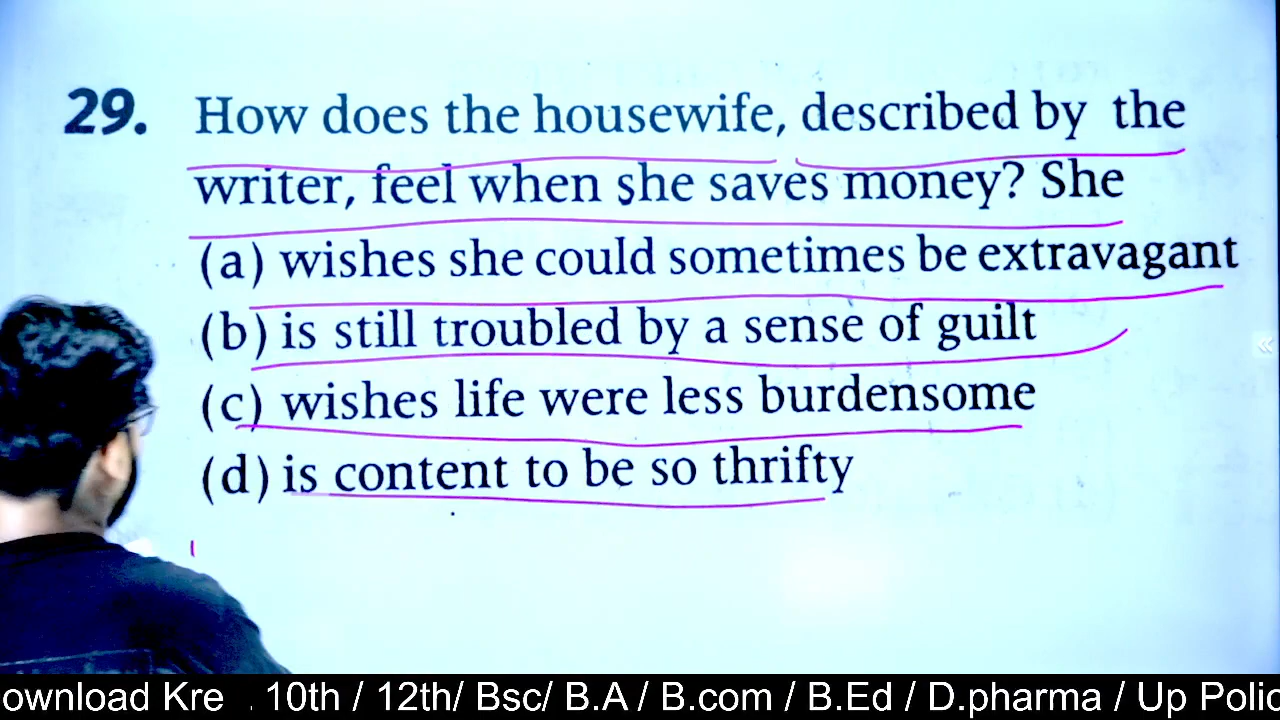 29. How does the housewife, described by the
writer, feel when she saves money? She
(a) wishes she could sometimes be extravagant
(b) is still troubled by a sense of guilt
(c) wishes life were less burdensome
(d) is content to be so thrifty
ownload Kre . 10th / 12th/ Bsc/ B.A / B.com / B.Ed / D.pharma / Up Polic